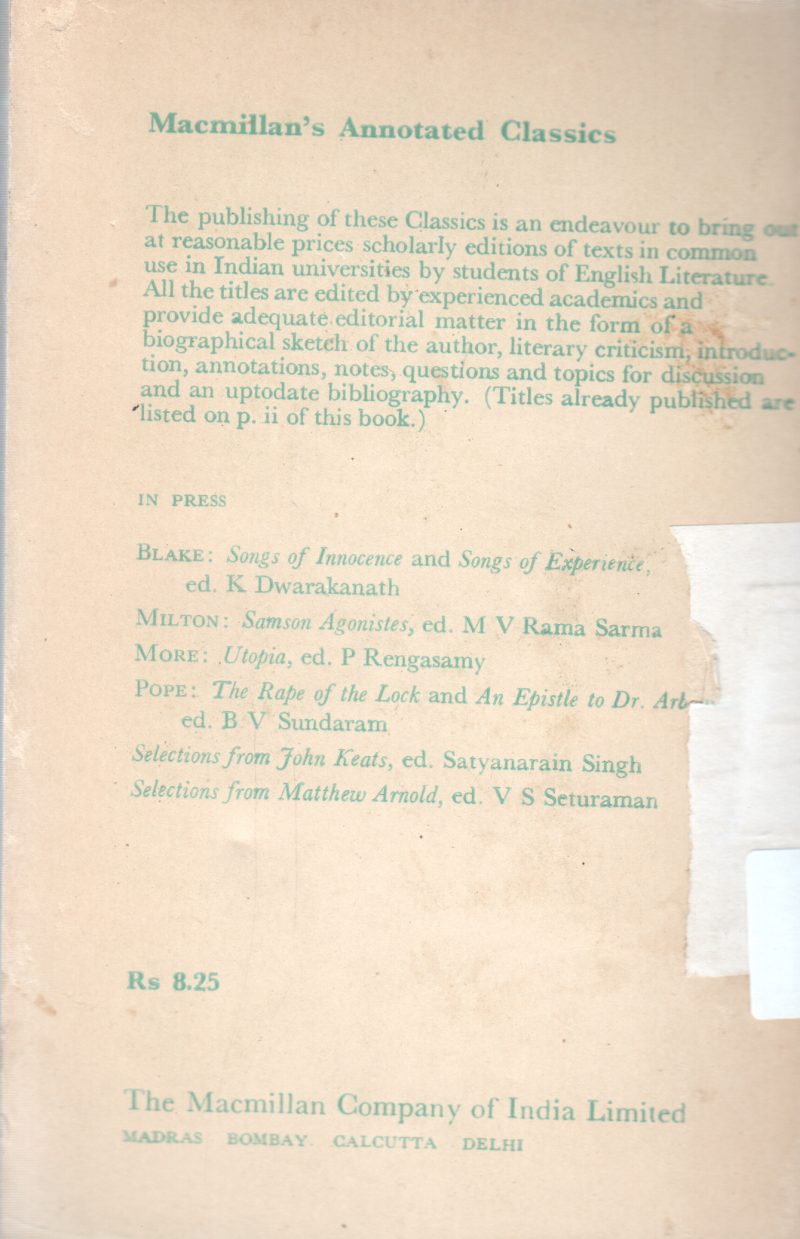 Macmillan's Annotated Classics
The publishing of these Classics is an endeavour to bring out
at reasonable prices scholarly editions of texts in common
use in Indian universities by students of English Literature.
All the titles are edited by experienced academics and
provide adequate editorial matter in the form of a
biographical sketch of the author, literary criticism, introduc-
tion, annotations, notes, questions and topics for discussion
and an uptodate bibliography. (Titles already published are
listed on p. ii of this book.)
IN PRESS
BLAKE: Songs of Innocence and Songs of Experience,
ed. K Dwarakanath
MILTON: Samson Agonistes, ed. M V Rama Sarma
MORE: Utopia, ed. P Rengasamy
POPE: The Rape of the Lock and An Epistle to Dr. Arb
ed. B V Sundaram
Selections from John Keats, ed. Satyanarain Singh
Selections from Matthew Arnold, ed. V S Seturaman
Rs 8.25
The Macmillan Company of India Limited
MADRAS BOMBAY CALCUTTA DELHI